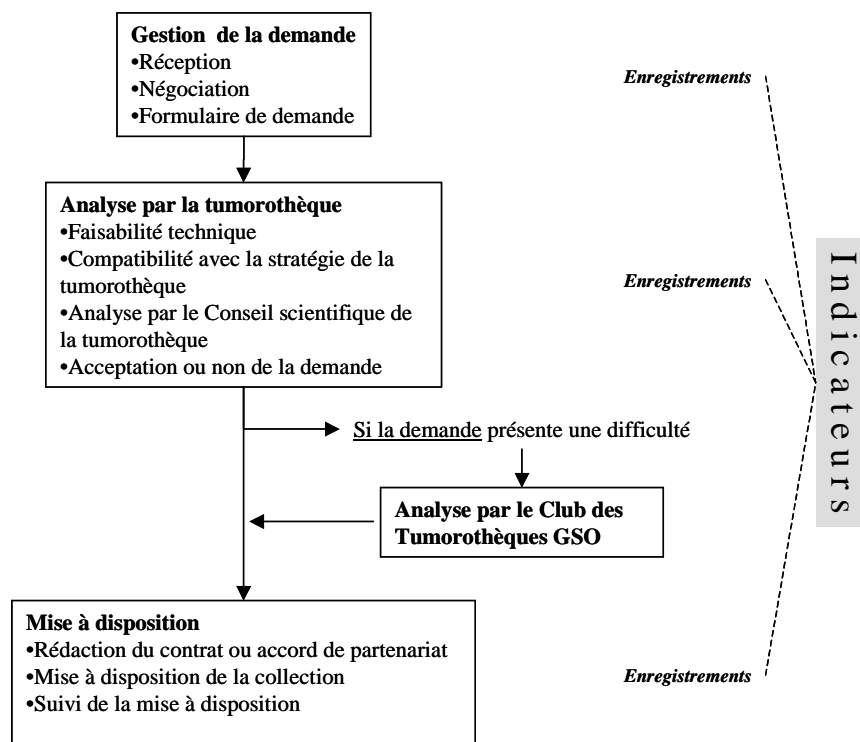 Gestion de la demande
•Réception
•Négociation
•Formulaire de demande
Enregistrements
Analyse par la tumorothèque
•Faisabilité technique
•Compatibilité avec la stratégie de la
tumorothèque
•Analyse par le Conseil scientifique de
la tumorothèque
•Acceptation ou non de la demande
Enregistrements
Indicateurs
Si la demande présente une difficulté
Analyse par le Club des
Tumorothèques GSO
Mise à disposition
•Rédaction du contrat ou accord de partenariat
•Mise à disposition de la collection
•Suivi de la mise à disposition
Enregistrements